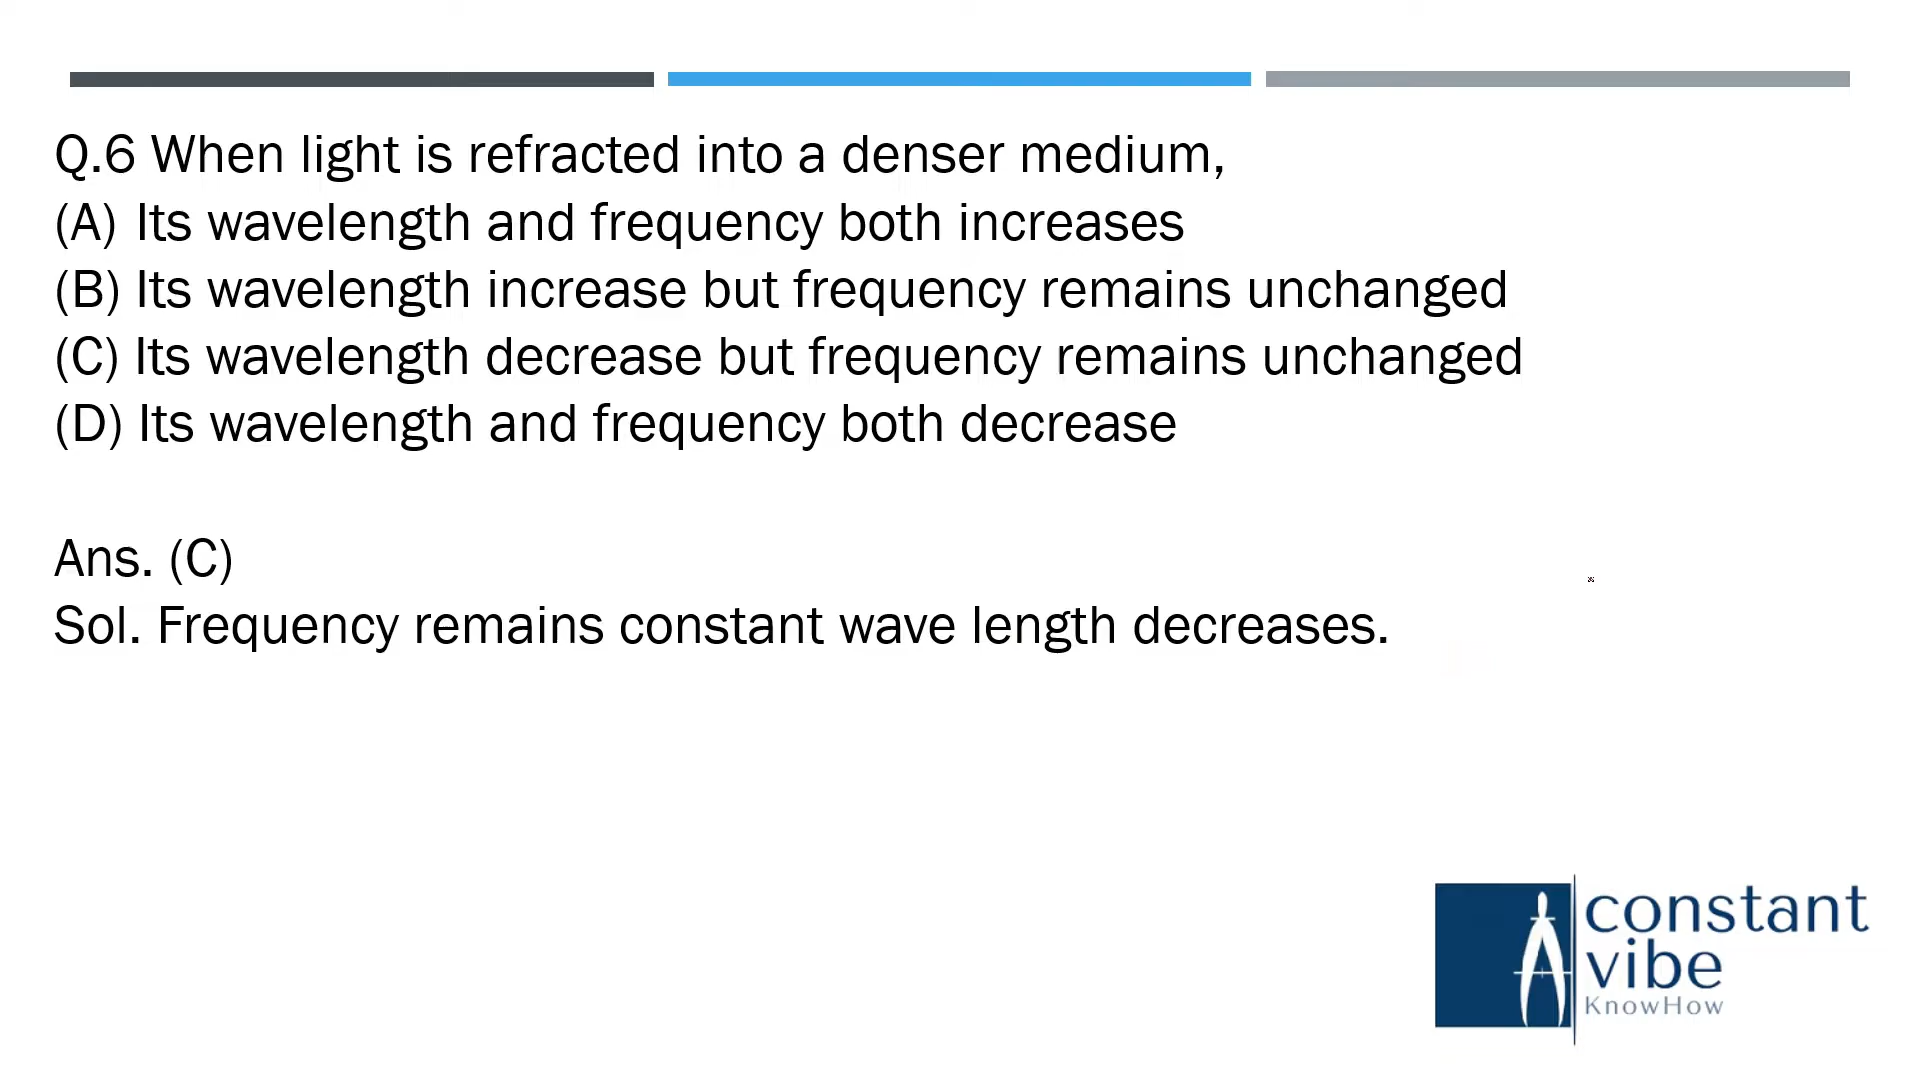 Q.6 When light is refracted into a denser medium,
(A) Its wavelength and frequency both increases
(B) Its wavelength increase but frequency remains unchanged
(C) Its wavelength decrease but frequency remains unchanged
(D) Its wavelength and frequency both decrease
Ans. (C)
Sol. Frequency remains constant wave length decreases.
constant
vibe
KnowHow